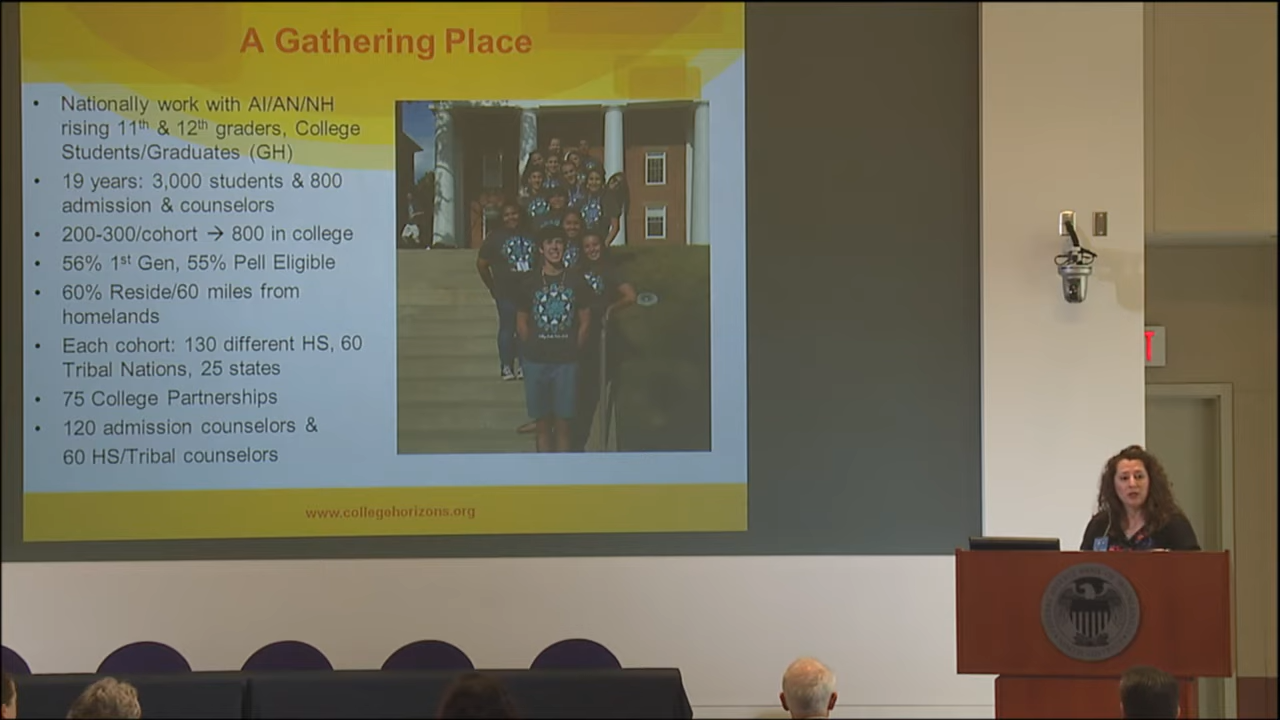 A Gathering Place
• Nationally work with AI/AN/NH
rising 11th & 12th graders, College
Students/Graduates (GH)
• 19 years: 3,000 students & 800
admission & counselors
• 200-300/cohort → 800 in college
• 56% 1st Gen, 55% Pell Eligible
• 60% Reside/60 miles from
homelands
• Each cohort: 130 different HS, 60
Tribal Nations, 25 states
• 75 College Partnerships
• 120 admission counselors &
60 HS/Tribal counselors
www.collegehorizons.org